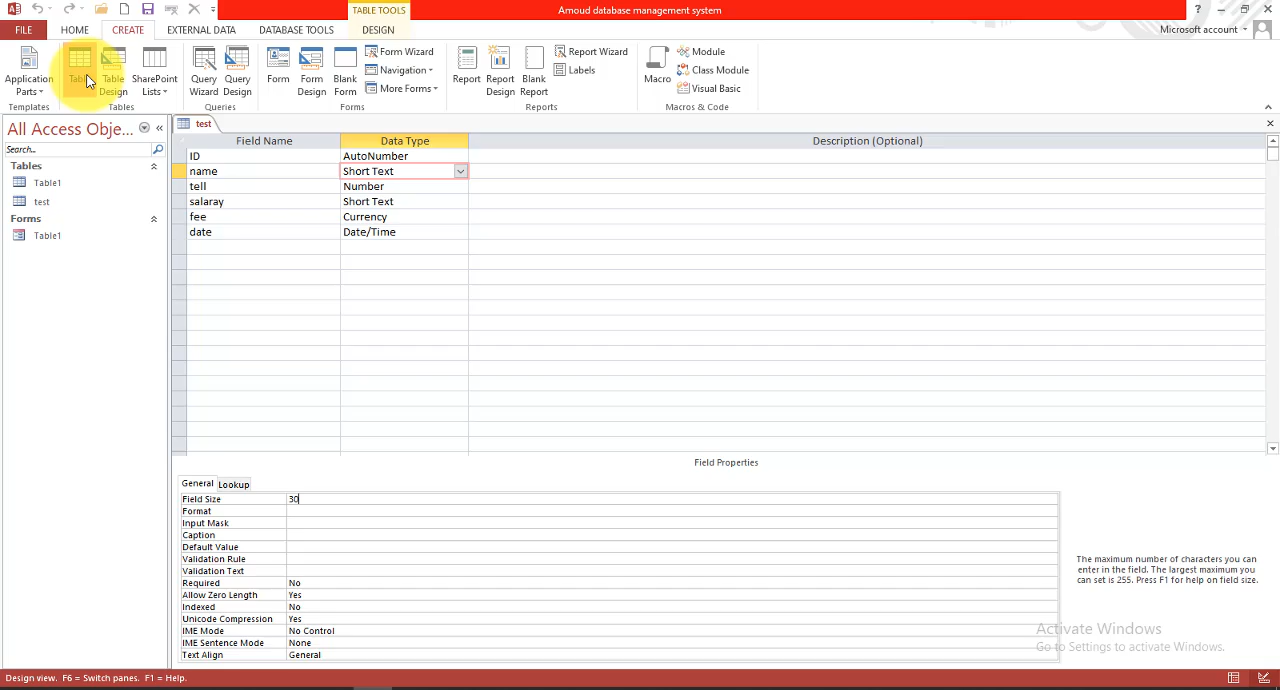 TABLE TOOLS
Amoud database management system
?
FILE
HOME
CREATE
EXTERNAL DATA
DATABASE TOOLS
DESIGN
Microsoft account
Application Parts
Table
Table Design
SharePoint Lists
Query Wizard
Query Design
Form
Form Design
Blank Form
Form Wizard
Navigation
More Forms
Report
Report Design
Blank Report
Report Wizard
Labels
Macro
Module
Class Module
Visual Basic
Templates
Tables
Queries
Forms
Reports
Macros & Code
All Access Obje...
Search...
Tables
Table1
test
Forms
Table1
test
Field Name Data Type Description (Optional)
ID AutoNumber
name Short Text
tell Number
salaray Short Text
fee Currency
date Date/Time
Field Properties
General Lookup
Field Size 30
Format
Input Mask
Caption
Default Value
Validation Rule
Validation Text
Required No
Allow Zero Length Yes
Indexed No
Unicode Compression Yes
IME Mode No Control
IME Sentence Mode None
Text Align General
The maximum number of characters you
can enter in the field. The largest maximum you
can set is 255. Press F1 for help on field size.
Activate Windows
Go to Settings to activate Windows.
Design view. F6 = Switch panes. F1 = Help.